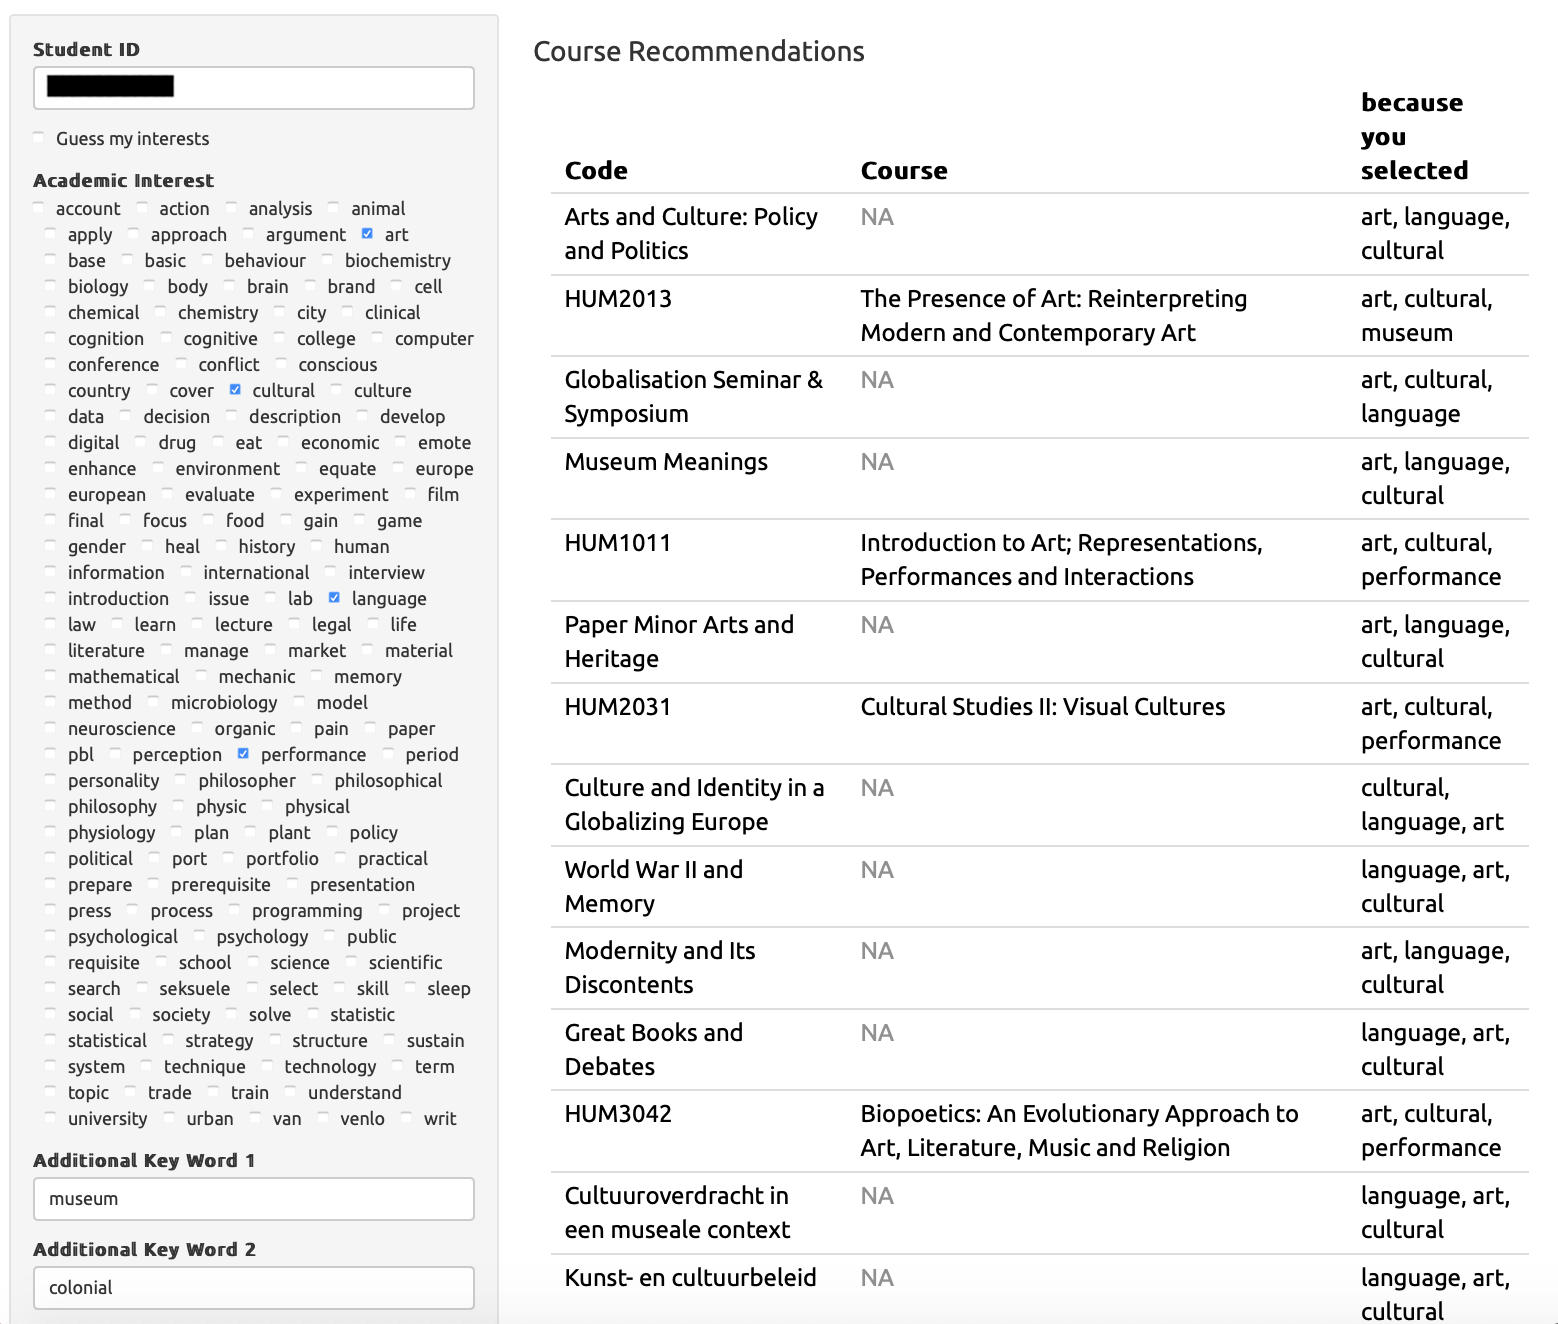 Student ID
Guess my interests
Academic Interest
account action analysis animal
apply approach argument art
base basic behaviour biochemistry
biology body brain brand cell
chemical chemistry city clinical
cognition cognitive college computer
conference conflict conscious
country cover cultural culture
data decision description develop
digital drug eat economic emote
enhance environment equate europe
european evaluate experiment film
final focus food gain game
gender heal history human
information international interview
introduction issue lab language
law learn lecture legal life
literature manage market material
mathematical mechanic memory
method microbiology model
neuroscience organic pain paper
pbl perception performance period
personality philosopher philosophical
philosophy physic physical
physiology plan plant policy
political port portfolio practical
prepare prerequisite presentation
press process programming project
psychological psychology public
requisite school science scientific
search seksuele select skill sleep
social society solve statistic
statistical strategy structure sustain
system technique technology term
topic trade train understand
university urban van venlo writ
Additional Key Word 1
museum
Additional Key Word 2
colonial
Course Recommendations
because
you
Code Course selected
Arts and Culture: Policy NA art, language,
and Politics cultural
HUM2013 The Presence of Art: Reinterpreting art, cultural,
Modern and Contemporary Art museum
Globalisation Seminar & NA art, cultural,
Symposium language
Museum Meanings NA art, language,
cultural
HUM1011 Introduction to Art; Representations, art, cultural,
Performances and Interactions performance
Paper Minor Arts and NA art, language,
Heritage cultural
HUM2031 Cultural Studies II: Visual Cultures art, cultural,
performance
Culture and Identity in a NA cultural,
Globalizing Europe language, art
World War II and NA language, art,
Memory cultural
Modernity and Its NA art, language,
Discontents cultural
Great Books and NA language, art,
Debates cultural
HUM3042 Biopoetics: An Evolutionary Approach to art, cultural,
Art, Literature, Music and Religion performance
Cultuuroverdracht in NA language, art,
een museale context cultural
Kunst- en cultuurbeleid NA language, art,
cultural